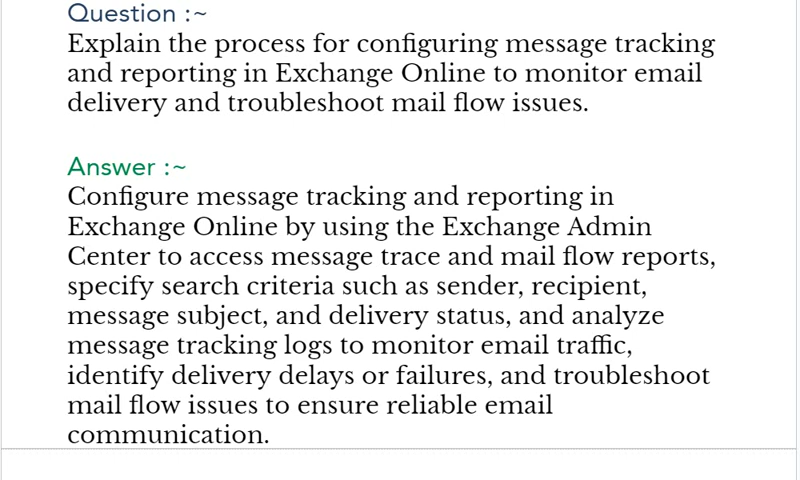 Question :~
Explain the process for configuring message tracking
and reporting in Exchange Online to monitor email
delivery and troubleshoot mail flow issues.
Answer :~
Configure message tracking and reporting in
Exchange Online by using the Exchange Admin
Center to access message trace and mail flow reports,
specify search criteria such as sender, recipient,
message subject, and delivery status, and analyze
message tracking logs to monitor email traffic,
identify delivery delays or failures, and troubleshoot
mail flow issues to ensure reliable email
communication.